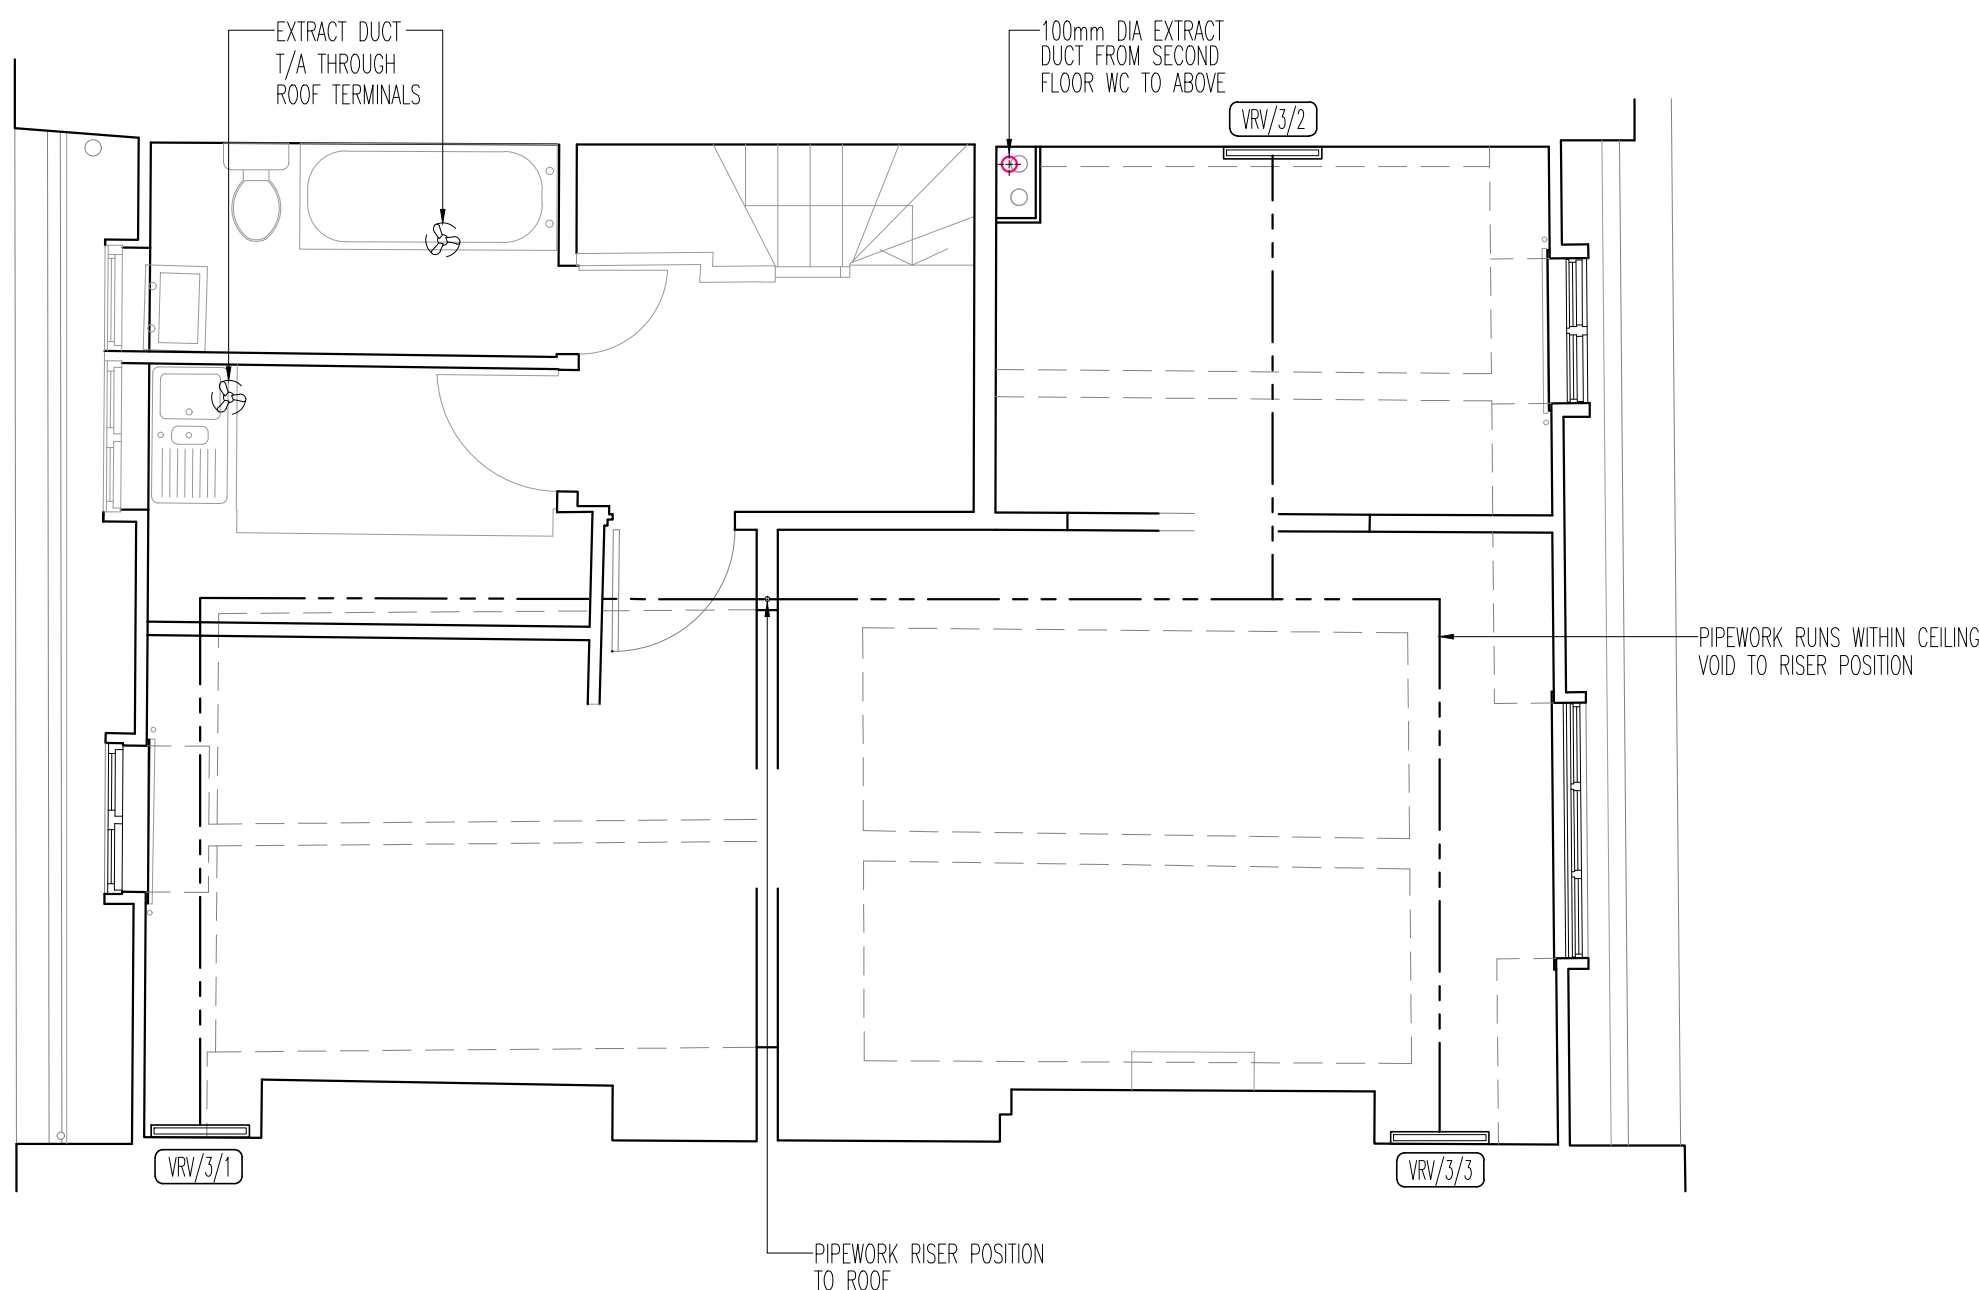 EXTRACT DUCT
T/A THROUGH
ROOF TERMINALS
100mm DIA EXTRACT
DUCT FROM SECOND
FLOOR WC TO ABOVE
VRV/3/2
PIPEWORK RUNS WITHIN CEILING
VOID TO RISER POSITION
VRV/3/1
VRV/3/3
PIPEWORK RISER POSITION
TO ROOF